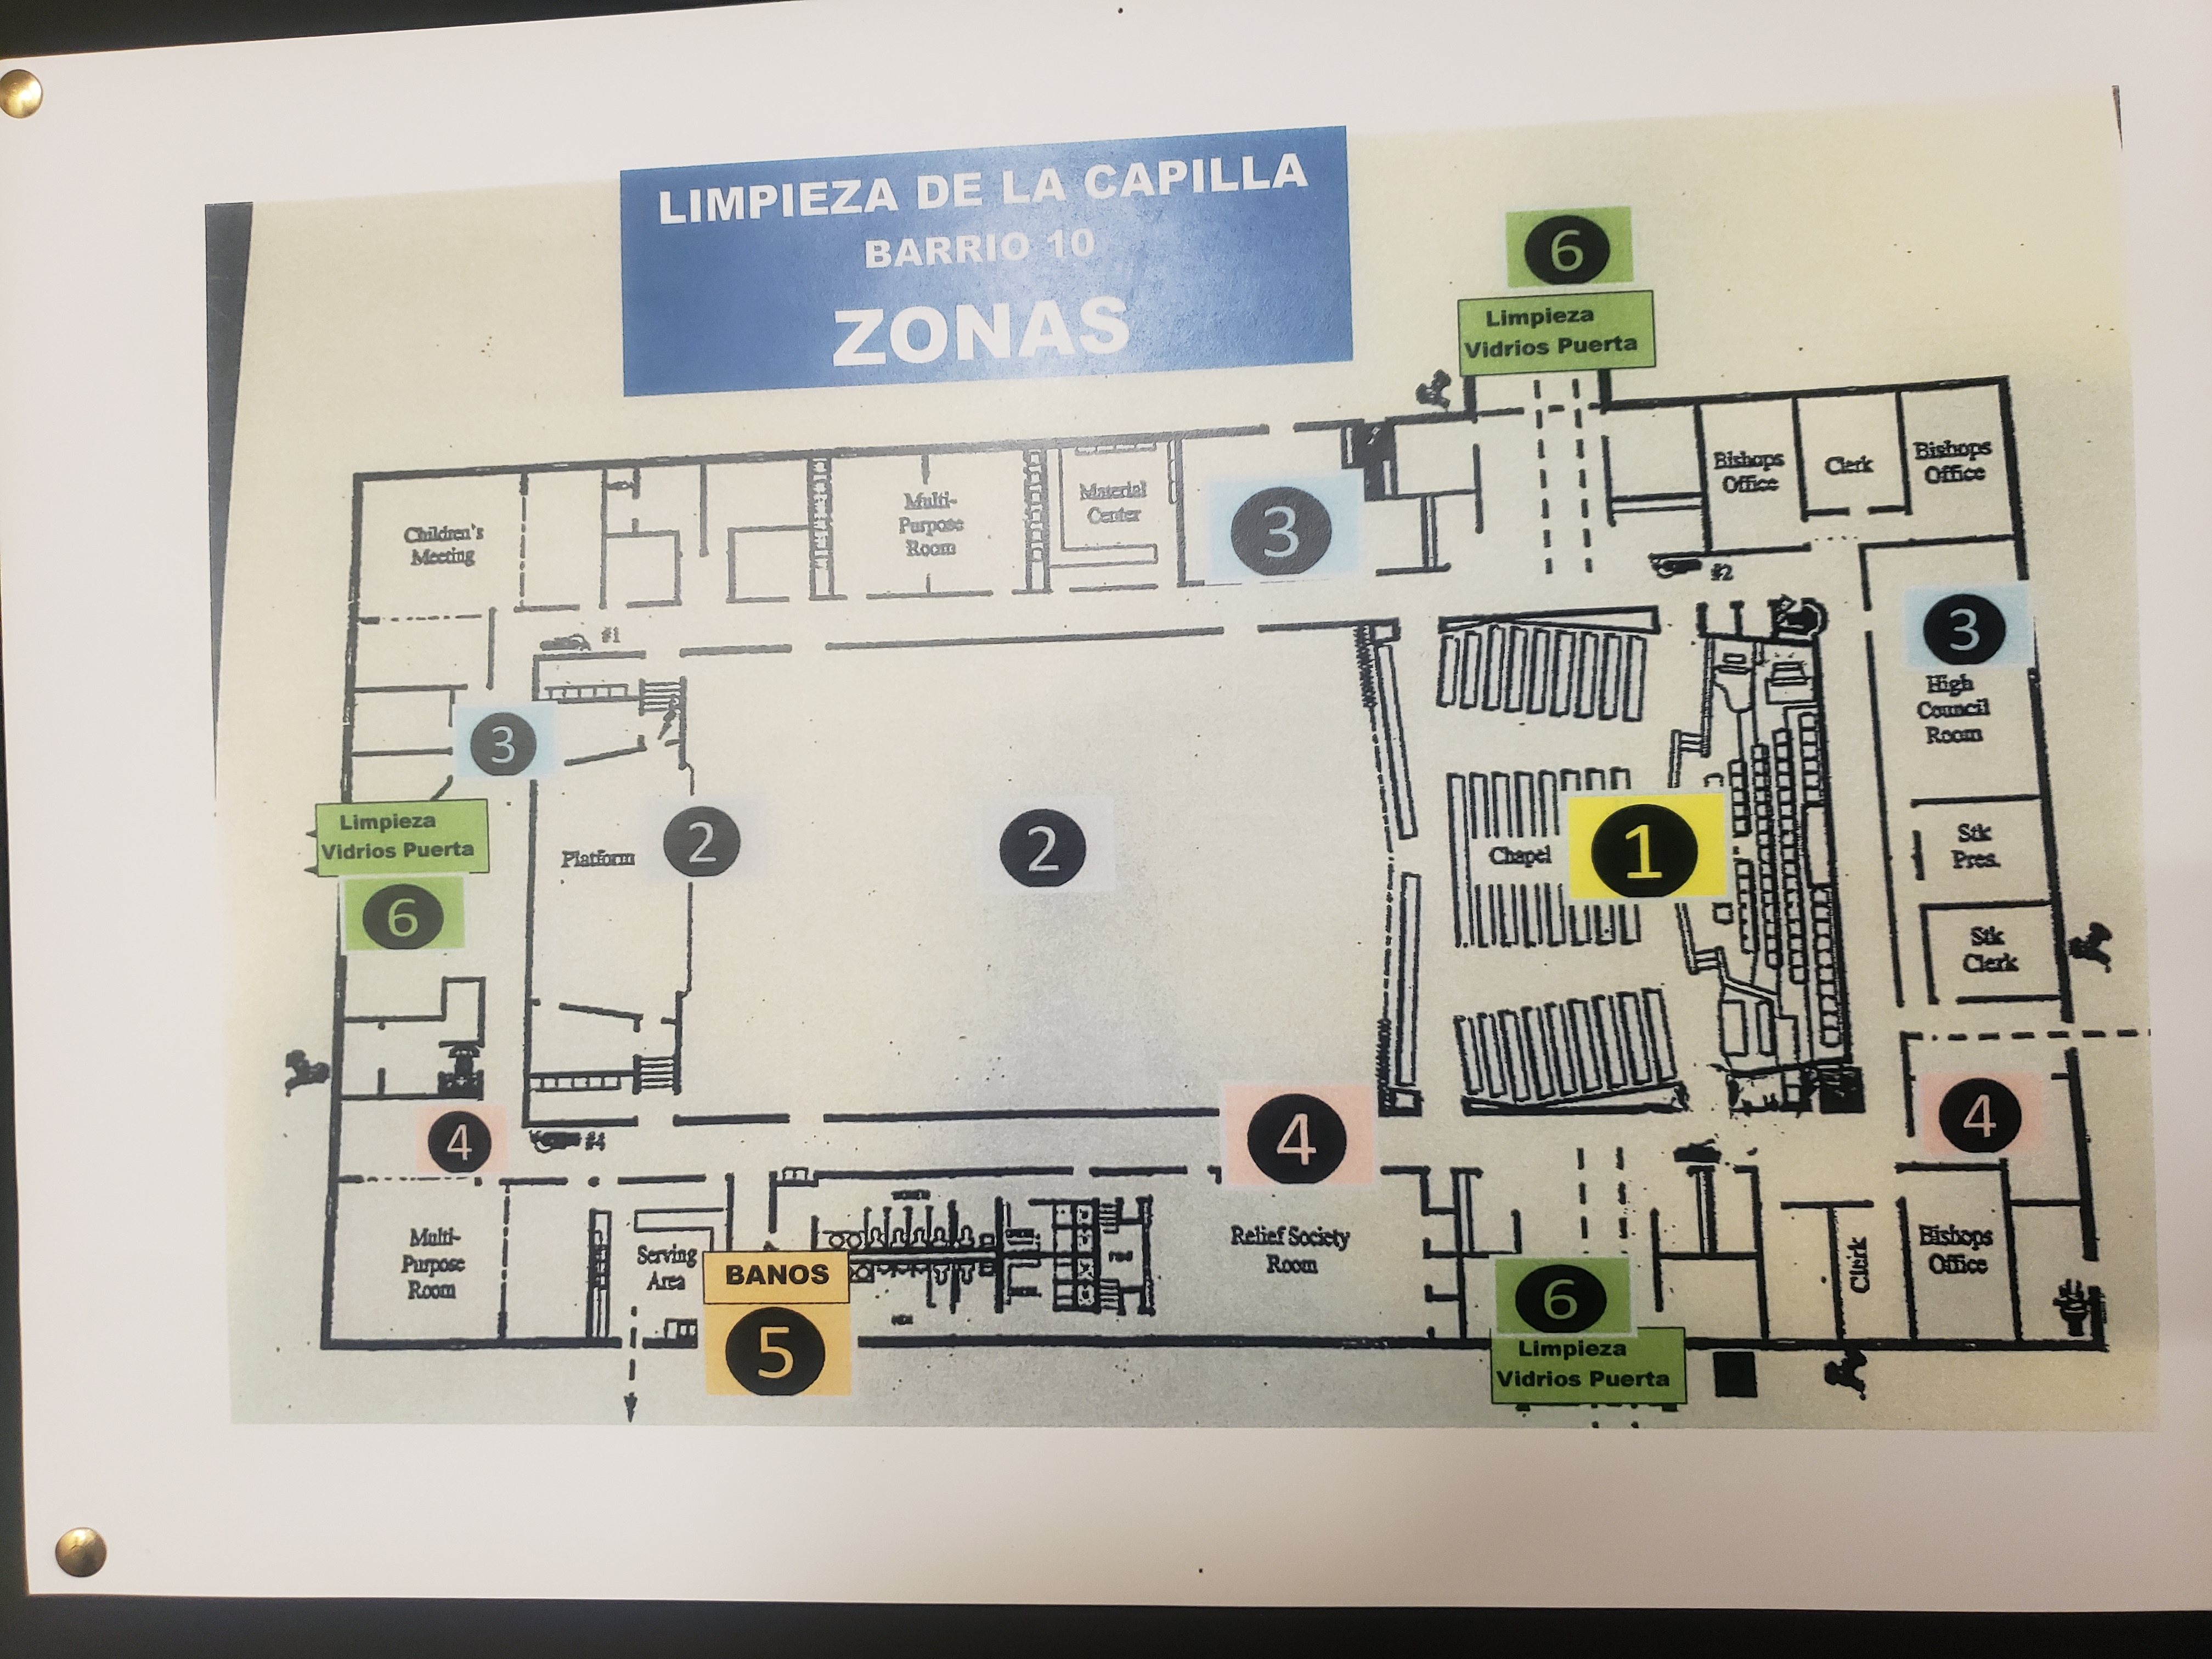 LIMPIEZA DE LA CAPILLA
BARRIO 10
ZONAS
6
Limpieza
Vidrios Puerta
Bishops
Office
Clerk
Bishops
Office
Children's
Meeting
Multi-
Purpose
Room
Material
Center
3
#2
#1
3
High
Council
Room
3
Limpieza
Vidrios Puerta
6
Platform
2
2
Chapel
1
Stk
Pres.
Stk
Clerk
4
#4
4
4
Multi-
Purpose
Room
Serving
Area
BANOS
5
Relief Society
Room
6
Limpieza
Vidrios Puerta
Clerk
Bishops
Office